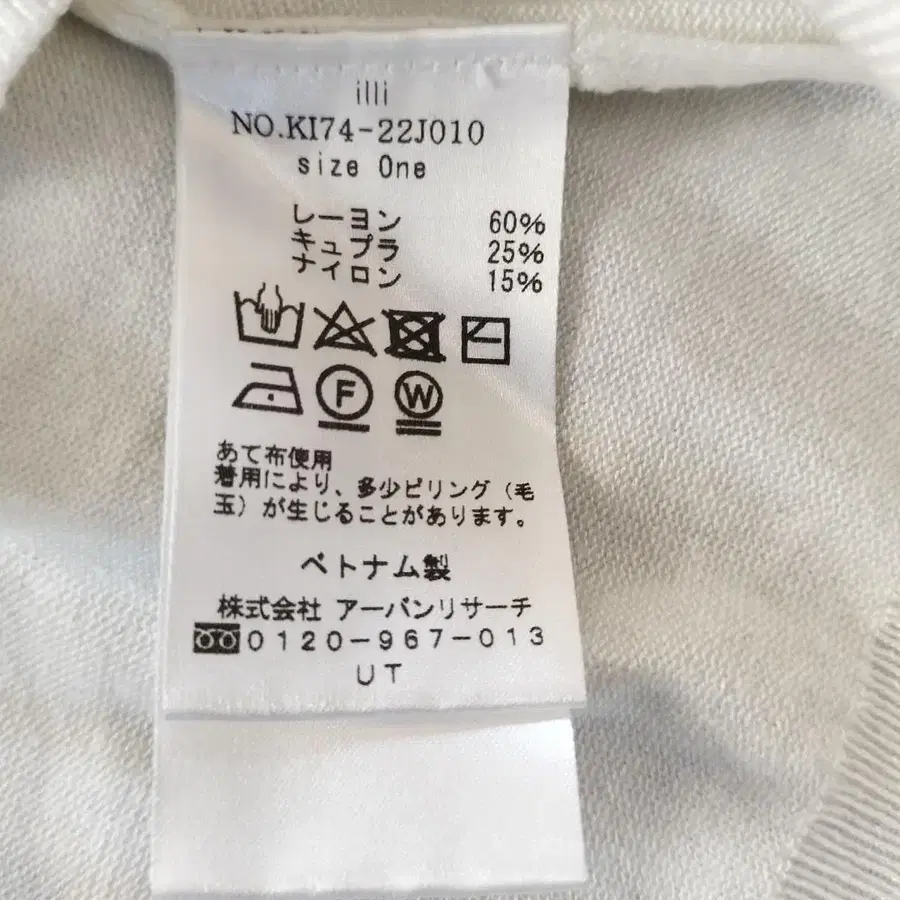 illi
NO.KI74-22J010
size One
レーヨン 60%
キュプラ 25%
ナイロン 15%
F W
あて布使用
着用により、多少ピリング（毛
玉）が生じることがあります。
ベトナム製
株式会社 アーバンリサーチ
0120-967-013
UT